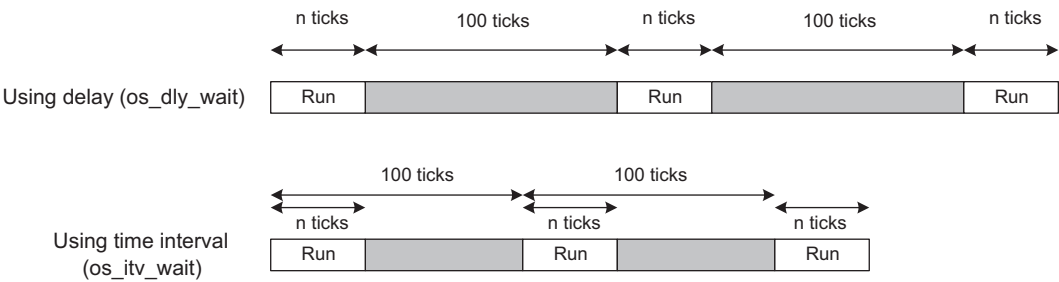 n ticks 100 ticks n ticks 100 ticks n ticks
Using delay (os_dly_wait) Run Run Run
100 ticks 100 ticks
n ticks n ticks n ticks
Using time interval
(os_itv_wait)
Run Run Run